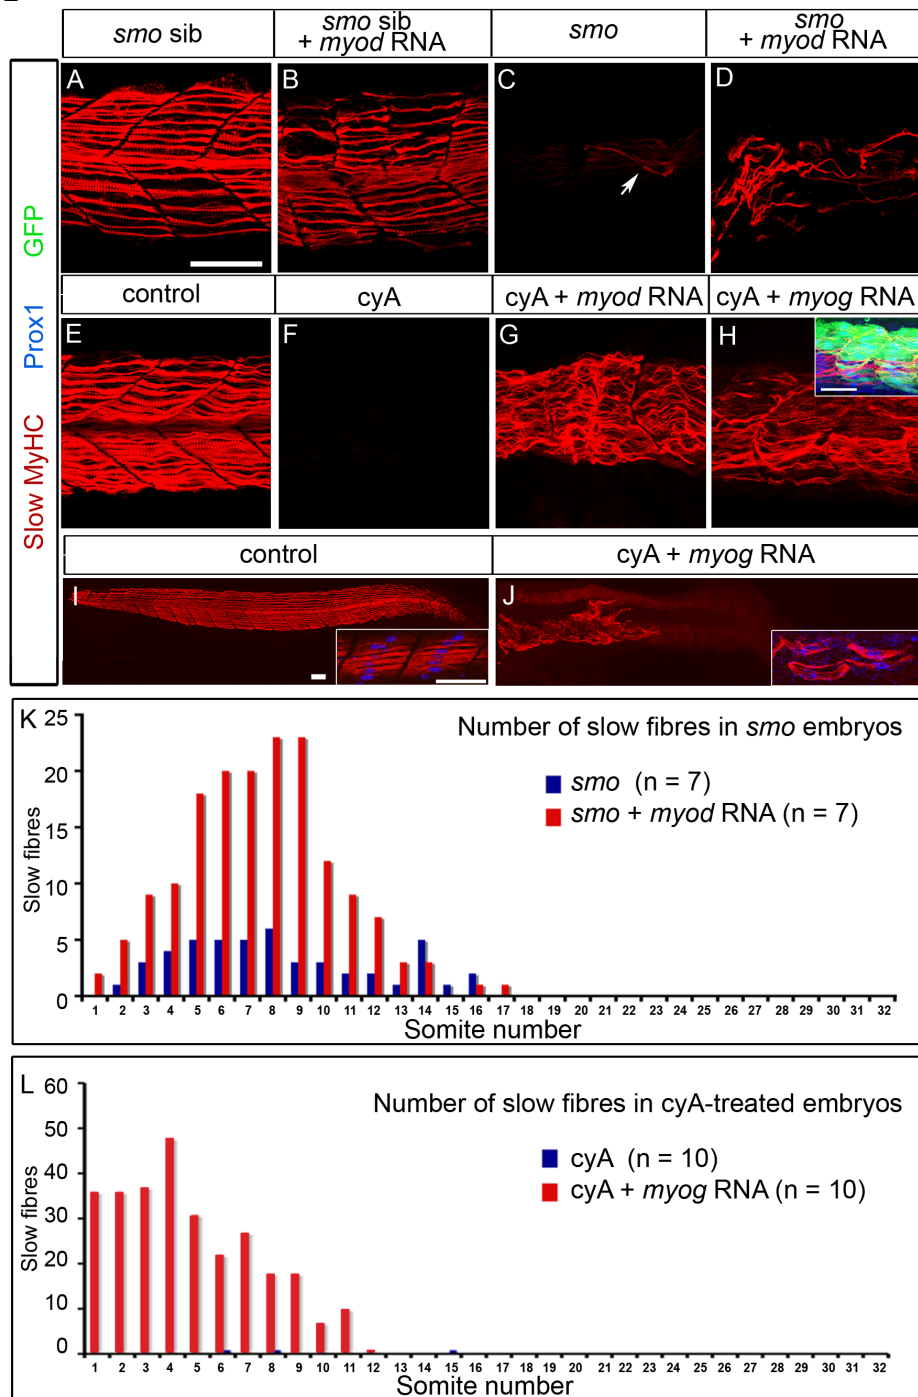 smo sib
smo sib
+ myod RNA
smo
smo
+ myod RNA
Slow MyHC Prox1 GFP
A
B
C
D
control
cyA
cyA + myod RNA
cyA + myog RNA
E
F
G
H
control
cyA + myog RNA
I
J
K
Number of slow fibres in smo embryos
smo (n = 7)
smo + myod RNA (n = 7)
Slow fibres
25
20
15
10
5
0
1 2 3 4 5 6 7 8 9 10 11 12 13 14 15 16 17 18 19 20 21 22 23 24 25 26 27 28 29 30 31 32
Somite number
L
Number of slow fibres in cyA-treated embryos
cyA (n = 10)
cyA + myog RNA (n = 10)
Slow fibres
60
50
40
30
20
10
0
1 2 3 4 5 6 7 8 9 10 11 12 13 14 15 16 17 18 19 20 21 22 23 24 25 26 27 28 29 30 31 32
Somite number